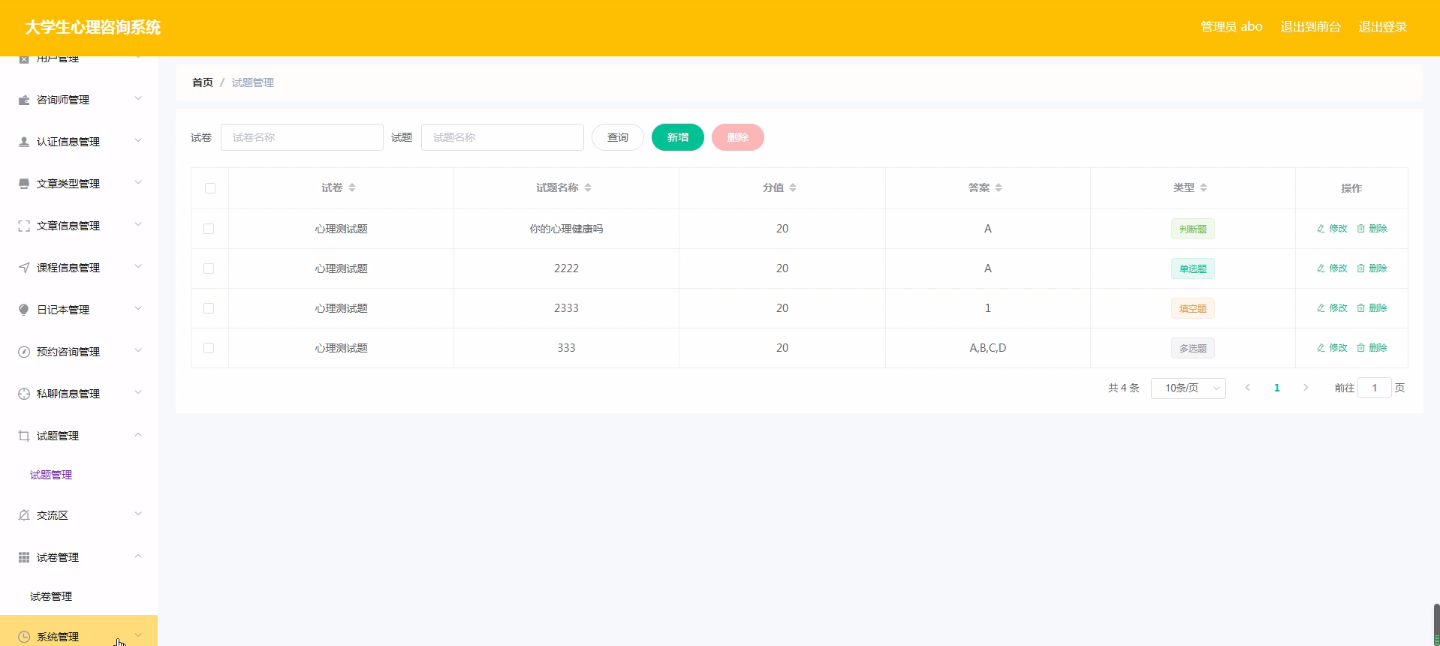 大学生心理咨询系统
管理员 abo 退出到前台 退出登录
用户管理
咨询师管理
认证信息管理
文章类型管理
文章信息管理
课程信息管理
日记本管理
预约咨询管理
私聊信息管理
试题管理
试题管理
交流区
试卷管理
试卷管理
系统管理
首页 / 试题管理
试卷 试卷名称 试题 试题名称 查询 新增 删除
试卷 试题名称 分值 答案 类型 操作
心理测试题 你的心理健康吗 20 A 判断题 修改 删除
心理测试题 2222 20 A 单选题 修改 删除
心理测试题 2333 20 1 填空题 修改 删除
心理测试题 333 20 A,B,C,D 多选题 修改 删除
共 4 条 10条/页 1 前往 1 页